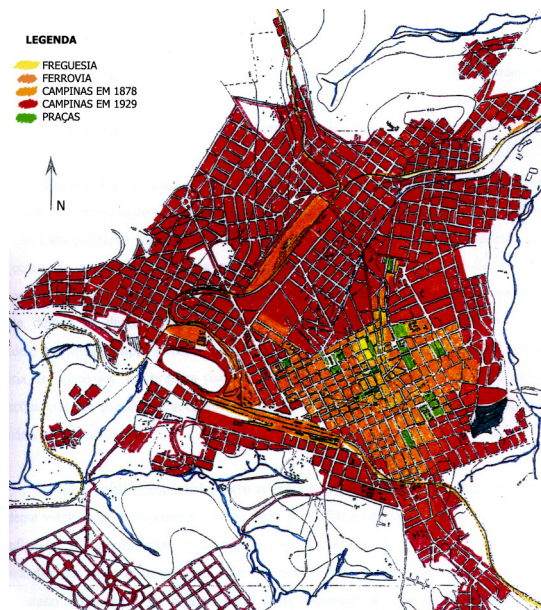 LEGENDA
FREGUESIA
FERROVIA
CAMPINAS EM 1878
CAMPINAS EM 1929
PRAÇAS
N